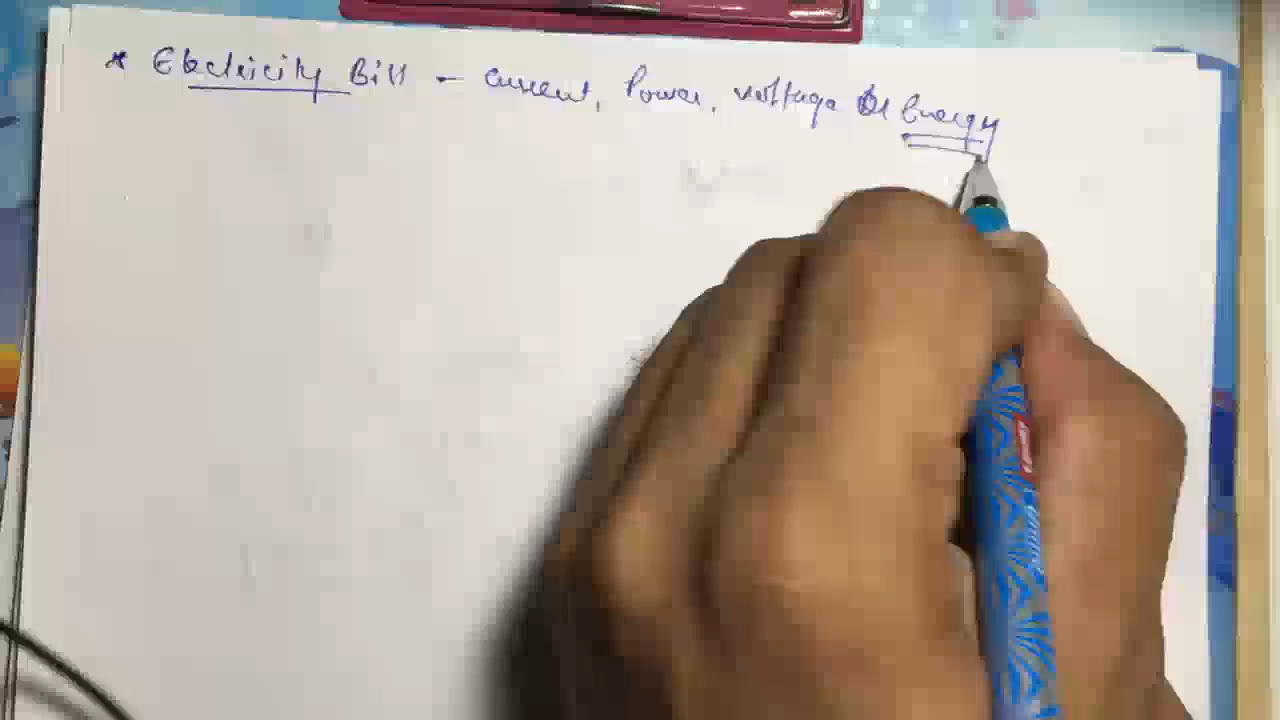 * Electricity Bill - current, Power, voltage or Energy